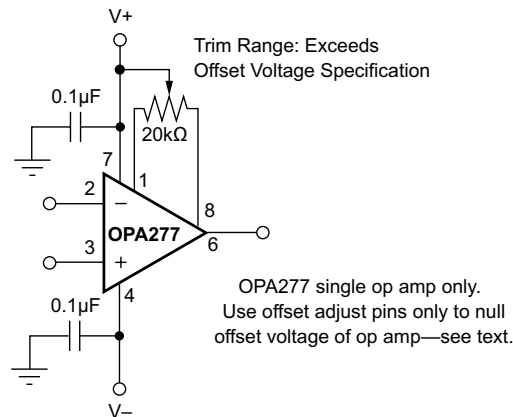 V+
Trim Range: Exceeds
Offset Voltage Specification
0.1µF
20kΩ
7
1
2
−
8
OPA277
6
3
+
0.1µF
4
OPA277 single op amp only.
Use offset adjust pins only to null
offset voltage of op amp—see text.
V−